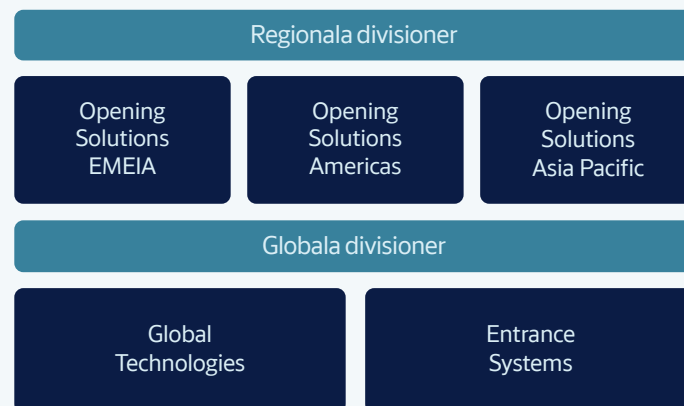 Regionala divisioner
Opening
Solutions
EMEIA
Opening
Solutions
Americas
Opening
Solutions
Asia Pacific
Globala divisioner
Global
Technologies
Entrance
Systems